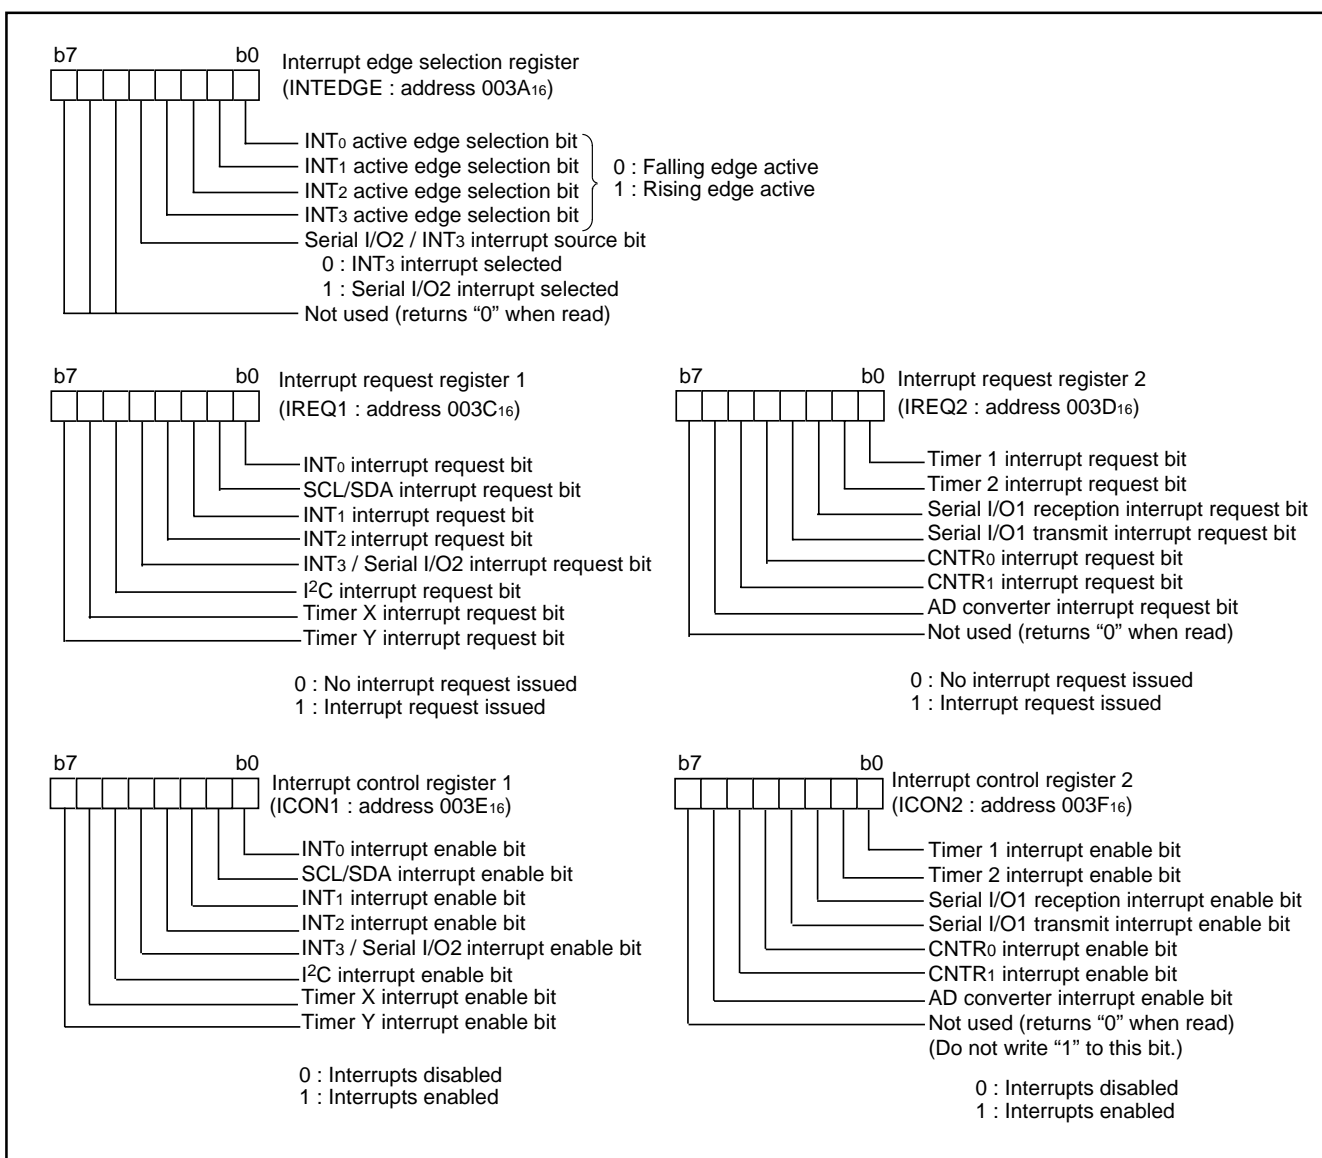 b7 b0 Interrupt edge selection register
(INTEDGE : address 003A16)
INT0 active edge selection bit
INT1 active edge selection bit
INT2 active edge selection bit
INT3 active edge selection bit
0 : Falling edge active
1 : Rising edge active
Serial I/O2 / INT3 interrupt source bit
0 : INT3 interrupt selected
1 : Serial I/O2 interrupt selected
Not used (returns “0” when read)
b7 b0 Interrupt request register 1
(IREQ1 : address 003C16)
INT0 interrupt request bit
SCL/SDA interrupt request bit
INT1 interrupt request bit
INT2 interrupt request bit
INT3 / Serial I/O2 interrupt request bit
I2C interrupt request bit
Timer X interrupt request bit
Timer Y interrupt request bit
0 : No interrupt request issued
1 : Interrupt request issued
b7 b0 Interrupt request register 2
(IREQ2 : address 003D16)
Timer 1 interrupt request bit
Timer 2 interrupt request bit
Serial I/O1 reception interrupt request bit
Serial I/O1 transmit interrupt request bit
CNTR0 interrupt request bit
CNTR1 interrupt request bit
AD converter interrupt request bit
Not used (returns “0” when read)
0 : No interrupt request issued
1 : Interrupt request issued
b7 b0 Interrupt control register 1
(ICON1 : address 003E16)
INT0 interrupt enable bit
SCL/SDA interrupt enable bit
INT1 interrupt enable bit
INT2 interrupt enable bit
INT3 / Serial I/O2 interrupt enable bit
I2C interrupt enable bit
Timer X interrupt enable bit
Timer Y interrupt enable bit
0 : Interrupts disabled
1 : Interrupts enabled
b7 b0 Interrupt control register 2
(ICON2 : address 003F16)
Timer 1 interrupt enable bit
Timer 2 interrupt enable bit
Serial I/O1 reception interrupt enable bit
Serial I/O1 transmit interrupt enable bit
CNTR0 interrupt enable bit
CNTR1 interrupt enable bit
AD converter interrupt enable bit
Not used (returns “0” when read)
(Do not write “1” to this bit.)
0 : Interrupts disabled
1 : Interrupts enabled